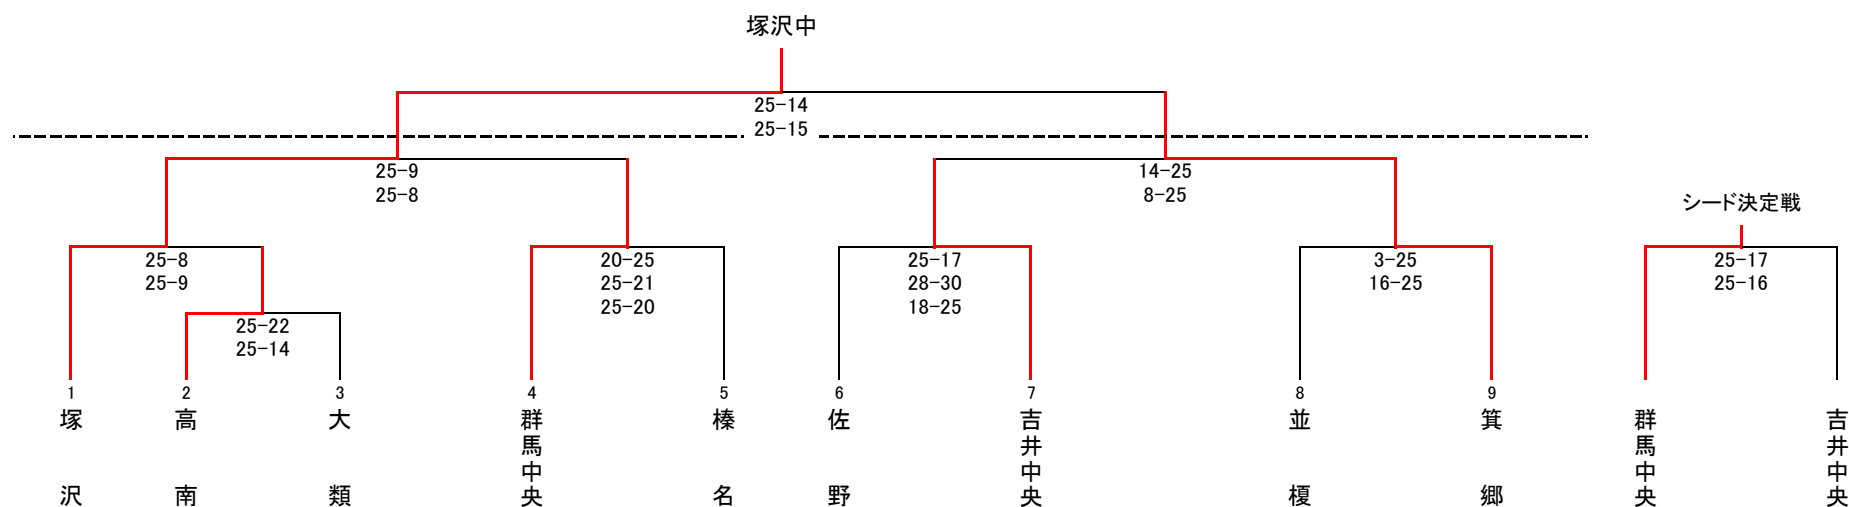 塚沢中
25-14
25-15
25-9
25-8
14-25
8-25
シード決定戦
25-8
25-9
20-25
25-21
25-20
25-17
28-30
18-25
3-25
16-25
25-17
25-16
25-22
25-14
1
塚沢
2
高南
3
大類
4
群馬中央
5
榛名
6
佐野
7
吉井中央
8
並榎
9
箕郷
群馬中央
吉井中央